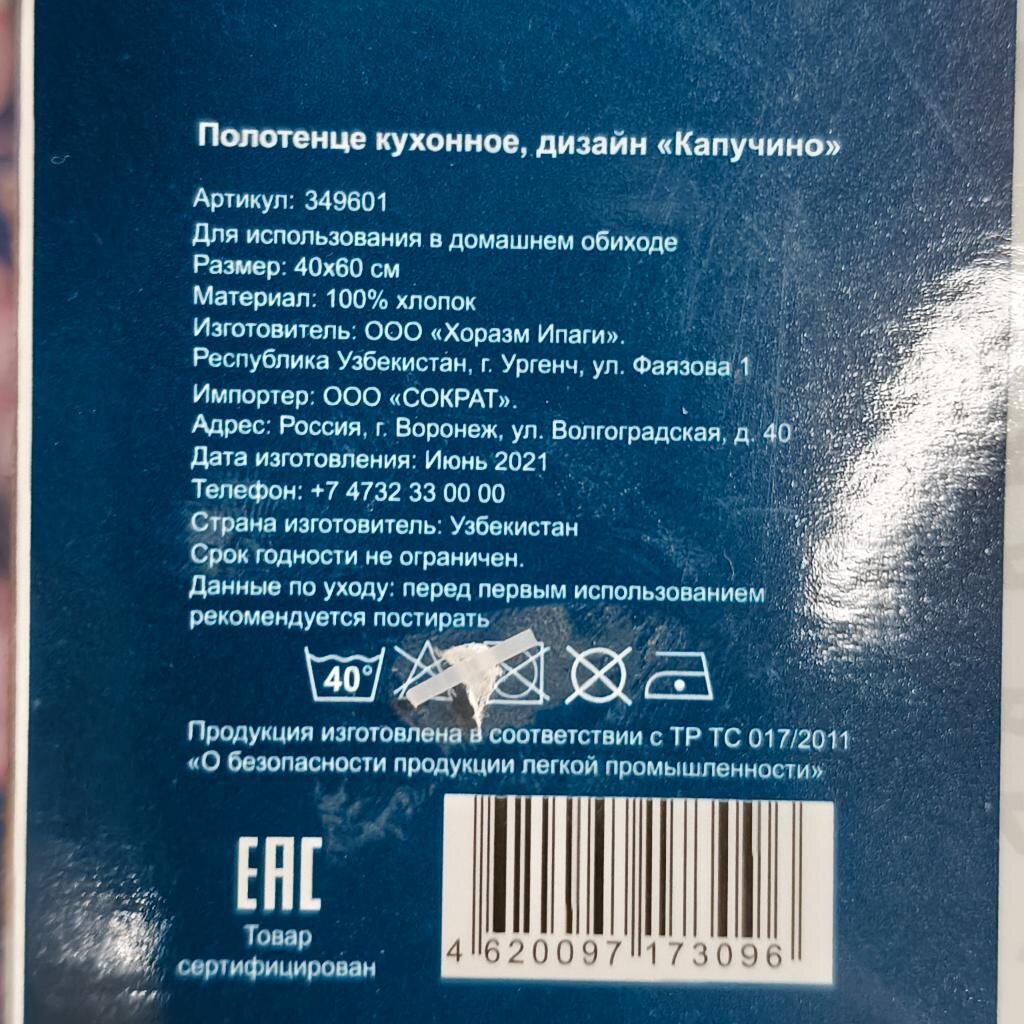 Полотенце кухонное, дизайн «Капучино»
Артикул: 349601
Для использования в домашнем обиходе
Размер: 40х60 см
Материал: 100% хлопок
Изготовитель: ООО «Хоразм Ипаги».
Республика Узбекистан, г. Ургенч, ул. Фаязова 1
Импортер: ООО «СОКРАТ».
Адрес: Россия, г. Воронеж, ул. Волгоградская, д. 40
Дата изготовления: Июнь 2021
Телефон: +7 4732 33 00 00
Страна изготовитель: Узбекистан
Срок годности не ограничен.
Данные по уходу: перед первым использованием
рекомендуется постирать
40°
Продукция изготовлена в соответствии с ТР ТС 017/2011
«О безопасности продукции легкой промышленности»
ЕАС
Товар
сертифицирован
4 620097 173096